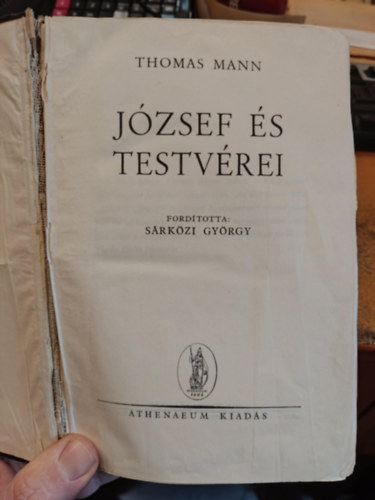 THOMAS MANN
JÓZSEF ÉS
TESTVÉREI
FORDÍTOTTA:
SÁRKÖZI GYÖRGY
ATHENAEUM KIADÁS